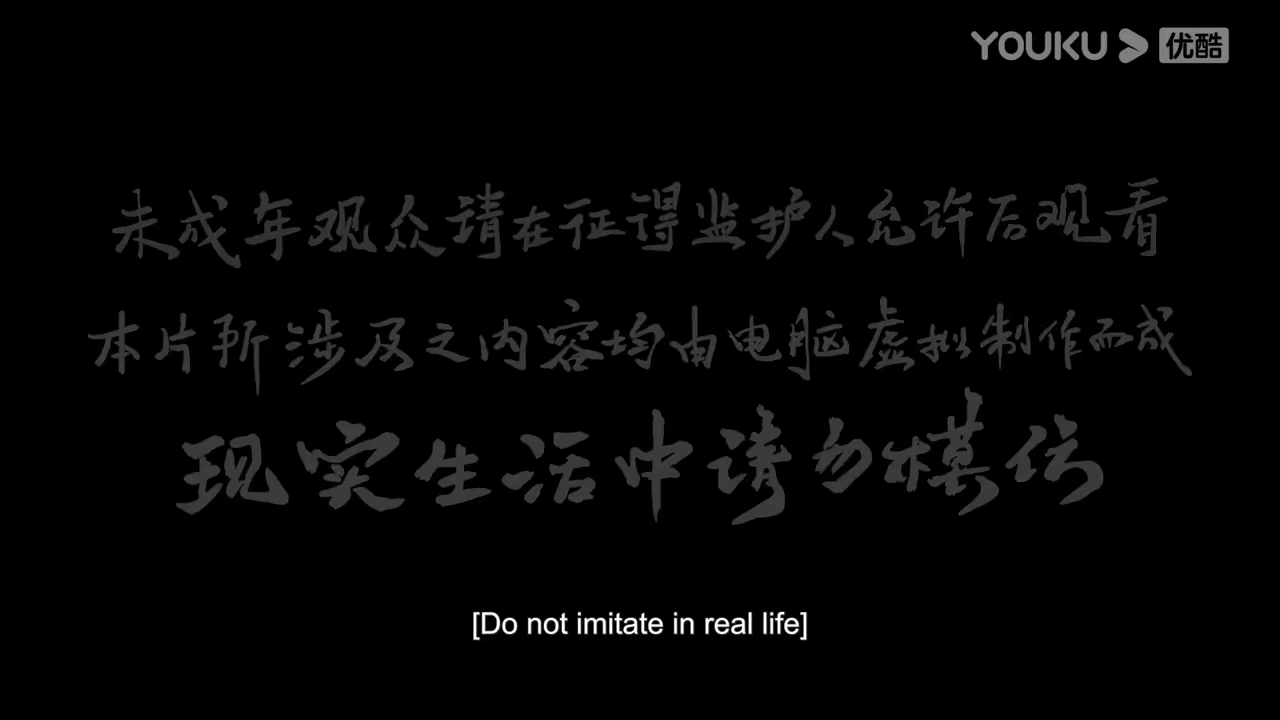 YOUKU 优酷
未成年观众请在征得监护人允许后观看
本片所涉及之内容均由电脑虚拟制作而成
现实生活中请勿模仿
[Do not imitate in real life]